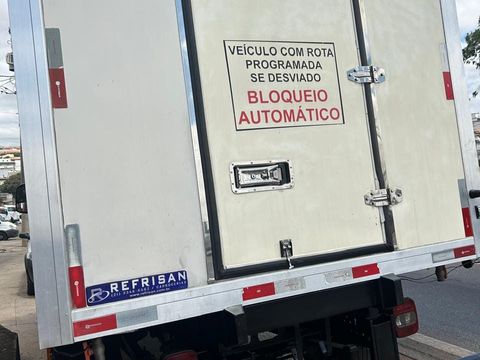 VEÍCULO COM ROTA
PROGRAMADA
SE DESVIADO
BLOQUEIO
AUTOMÁTICO
REFRISAN